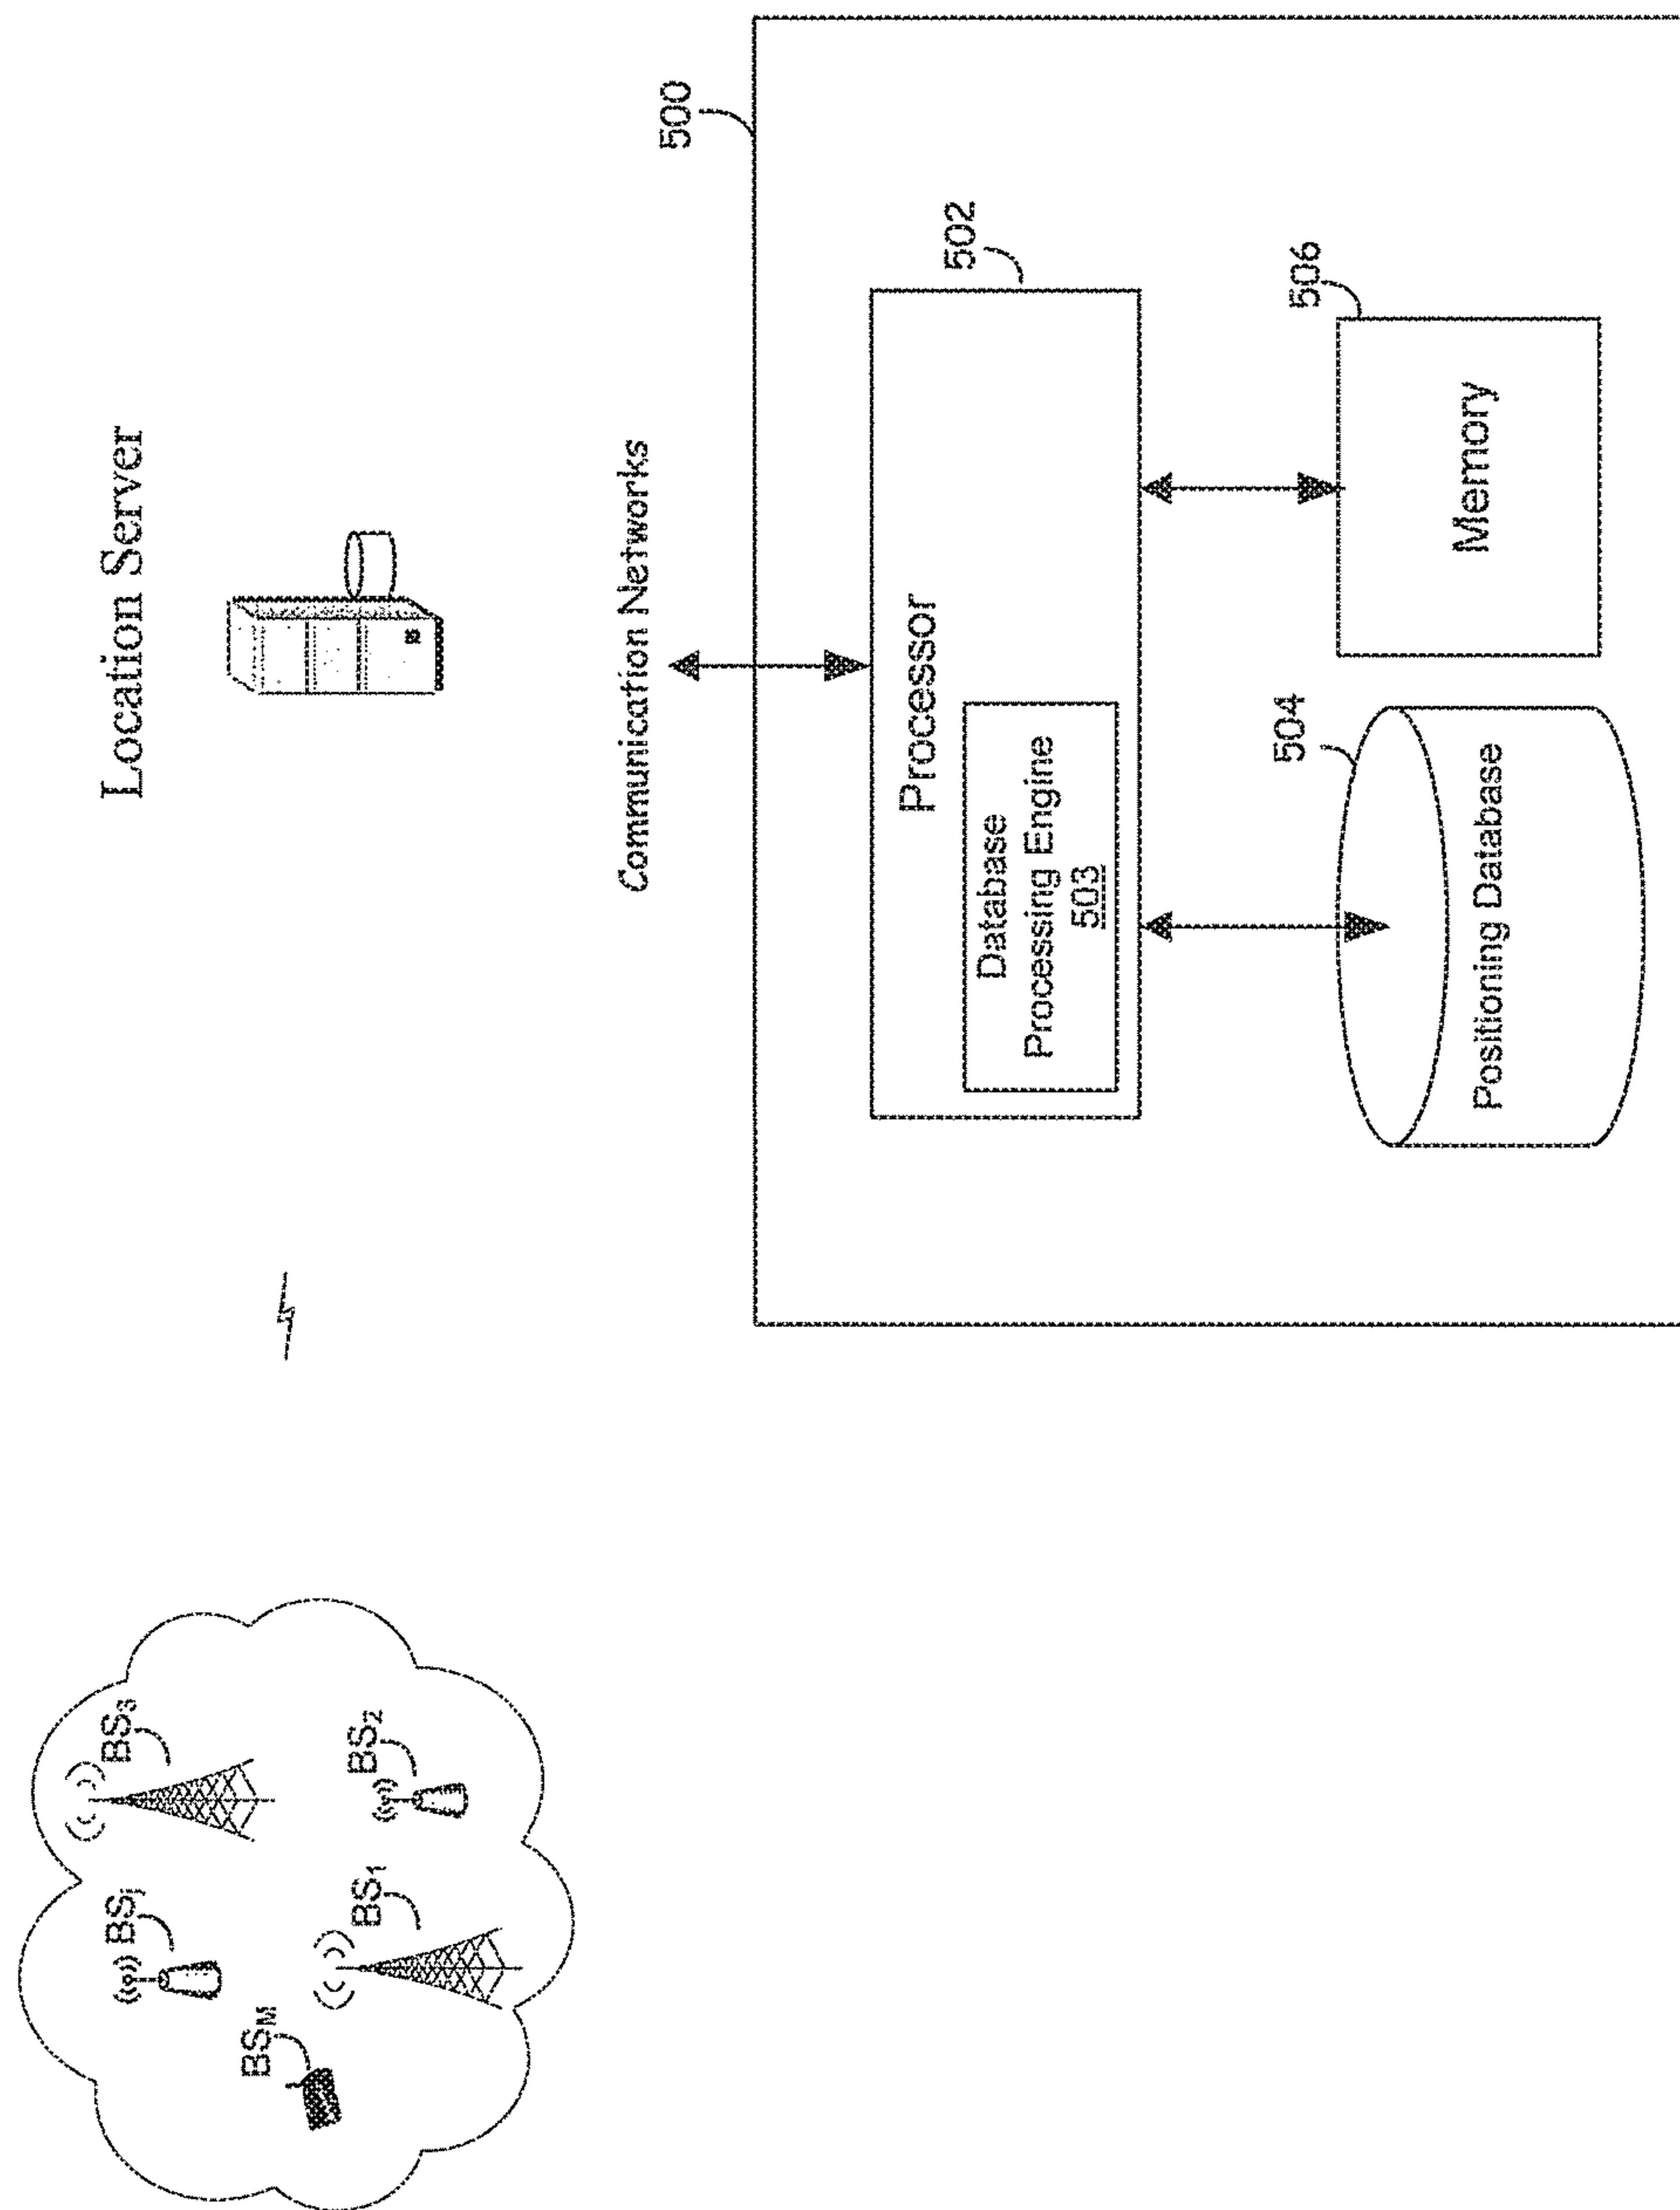 BS₃
BSᵢ
BS_M
BS₂
BS₁
Location Server
Communication Networks
500
Processor
502
Database
Processing Engine
503
504
506
Positioning Database
Memory